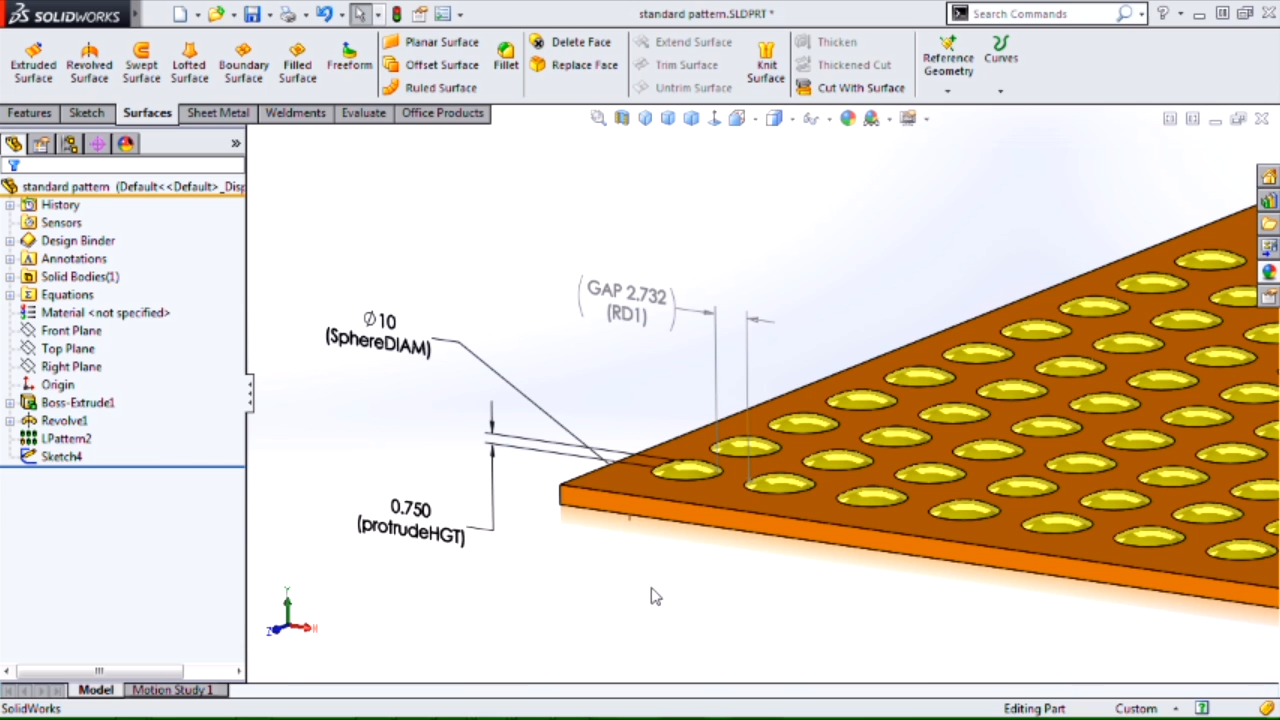 SOLIDWORKS
standard pattern.SLDPRT *
Search Commands
Extruded Surface
Revolved Surface
Swept Surface
Lofted Surface
Boundary Surface
Filled Surface
Freeform
Planar Surface
Offset Surface
Ruled Surface
Fillet
Delete Face
Replace Face
Extend Surface
Trim Surface
Untrim Surface
Knit Surface
Thicken
Thickened Cut
Cut With Surface
Reference Geometry
Curves
Features
Sketch
Surfaces
Sheet Metal
Weldments
Evaluate
Office Products
standard pattern (Default<<Default>_Disp
History
Sensors
Design Binder
Annotations
Solid Bodies(1)
Equations
Material <not specified>
Front Plane
Top Plane
Right Plane
Origin
Boss-Extrude1
Revolve1
LPattern2
Sketch4
GAP 2.732
(RD1)
∅10
(SphereDIAM)
0.750
(protrudeHGT)
Y
Z
Model
Motion Study 1
SolidWorks
Editing Part
Custom